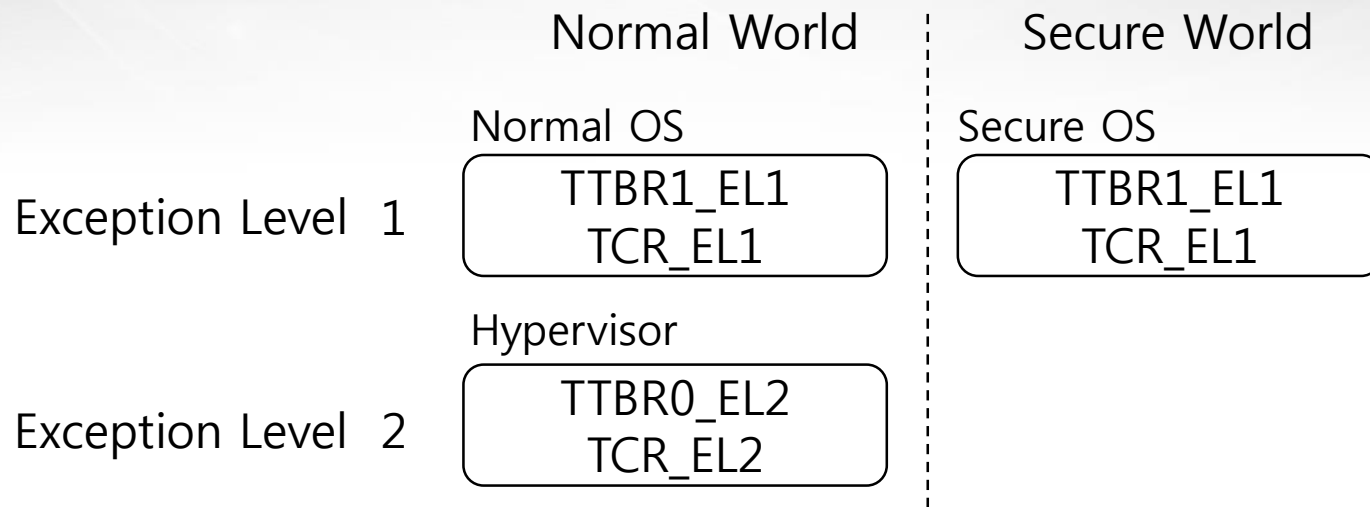 Normal World Secure World
Normal OS Secure OS
Exception Level 1
TTBR1_EL1 TTBR1_EL1
TCR_EL1 TCR_EL1
Hypervisor
Exception Level 2
TTBR0_EL2
TCR_EL2